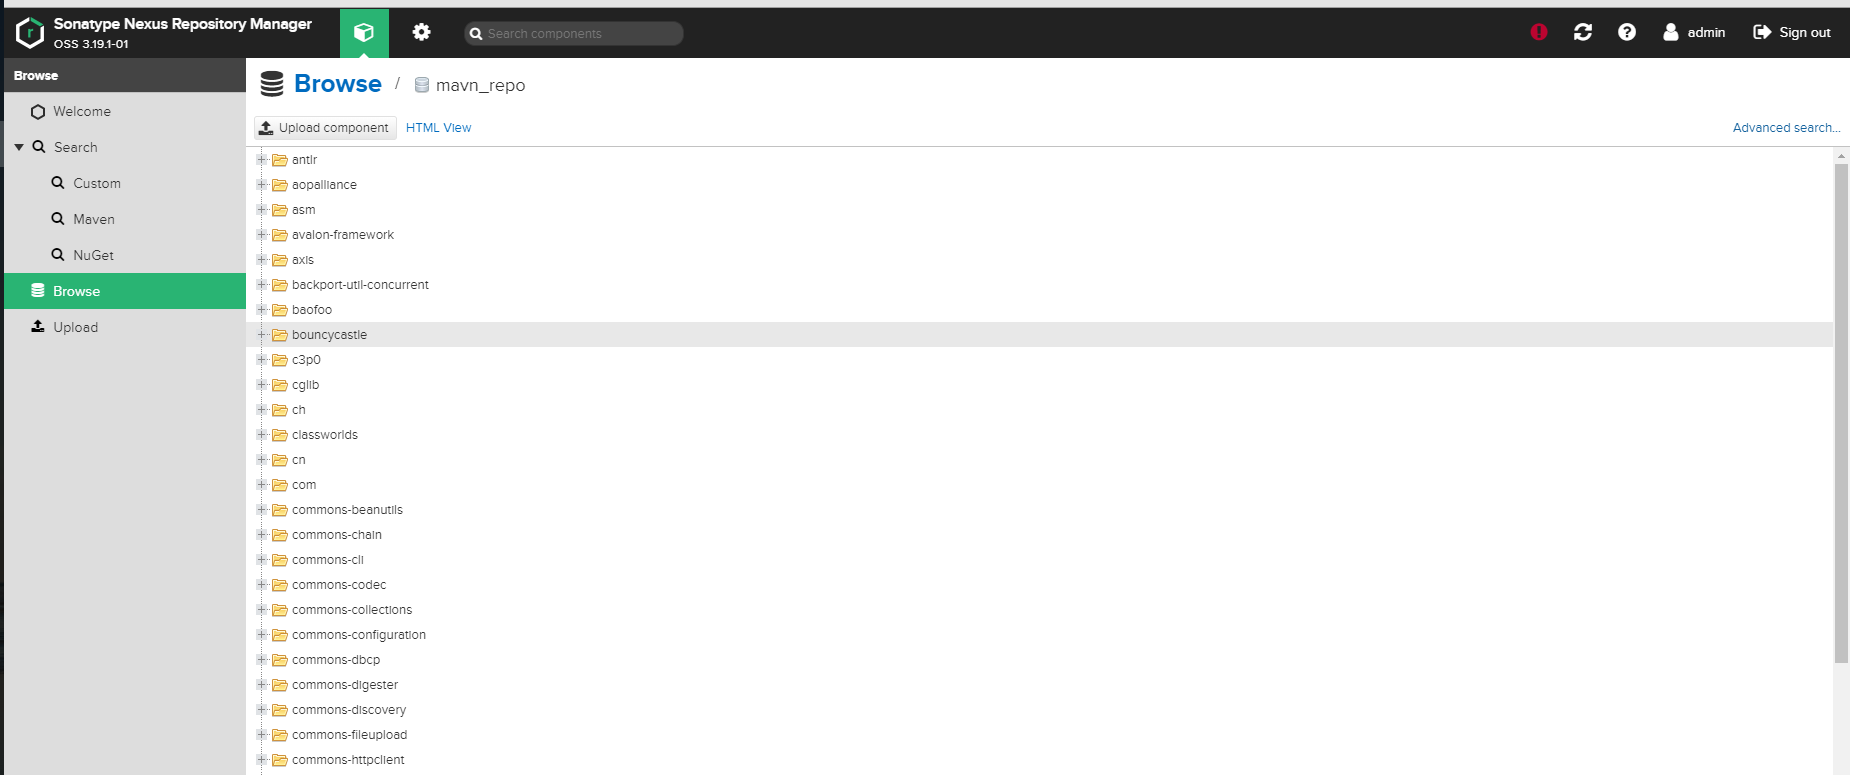 Sonatype Nexus Repository Manager
OSS 3.19.1-01
Search components
admin
Sign out
Browse
Welcome
Search
Custom
Maven
NuGet
Browse
Upload
Browse / mavn_repo
Upload component
HTML View
Advanced search...
antlr
aopalliance
asm
avalon-framework
axis
backport-util-concurrent
baofoo
bouncycastle
c3p0
cglib
ch
classworlds
cn
com
commons-beanutils
commons-chain
commons-cli
commons-codec
commons-collections
commons-configuration
commons-dbcp
commons-digester
commons-discovery
commons-fileupload
commons-httpclient